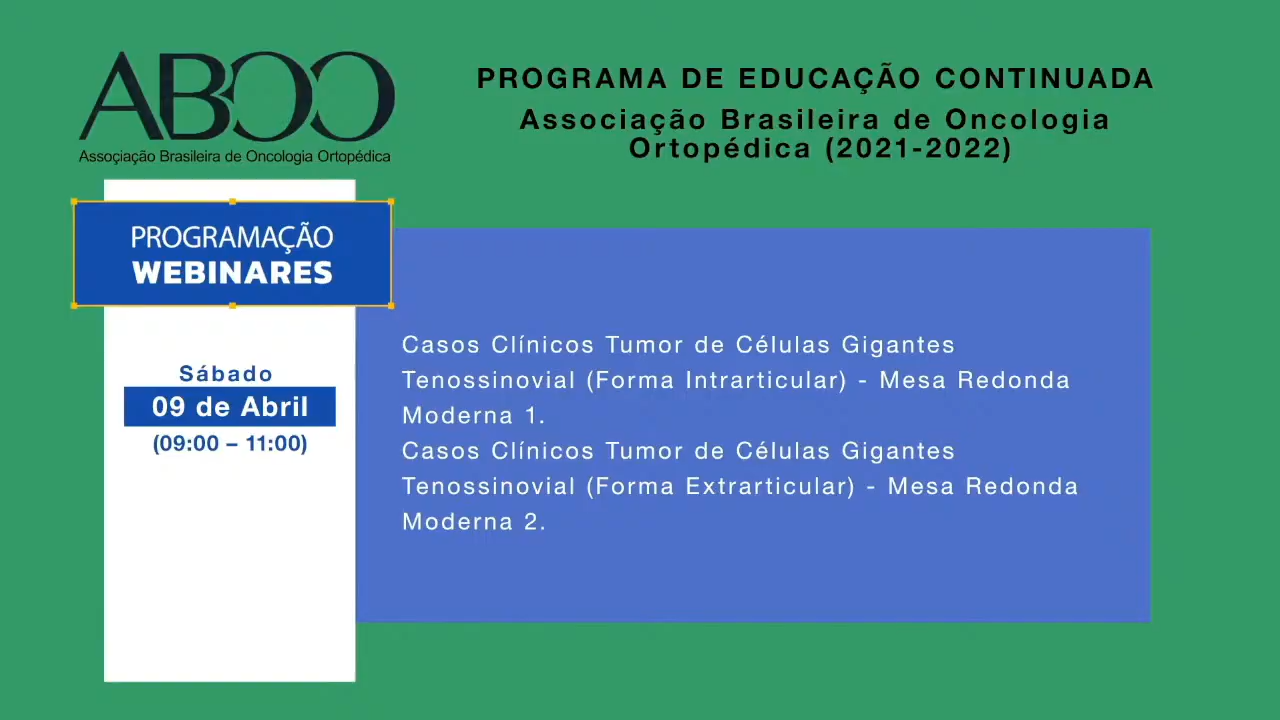 ABOO
Associação Brasileira de Oncologia Ortopédica
PROGRAMA DE EDUCAÇÃO CONTINUADA
Associação Brasileira de Oncologia
Ortopédica (2021-2022)
PROGRAMAÇÃO
WEBINARES
Sábado
09 de Abril
(09:00 – 11:00)
Casos Clínicos Tumor de Células Gigantes
Tenossinovial (Forma Intrarticular) - Mesa Redonda
Moderna 1.
Casos Clínicos Tumor de Células Gigantes
Tenossinovial (Forma Extrarticular) - Mesa Redonda
Moderna 2.